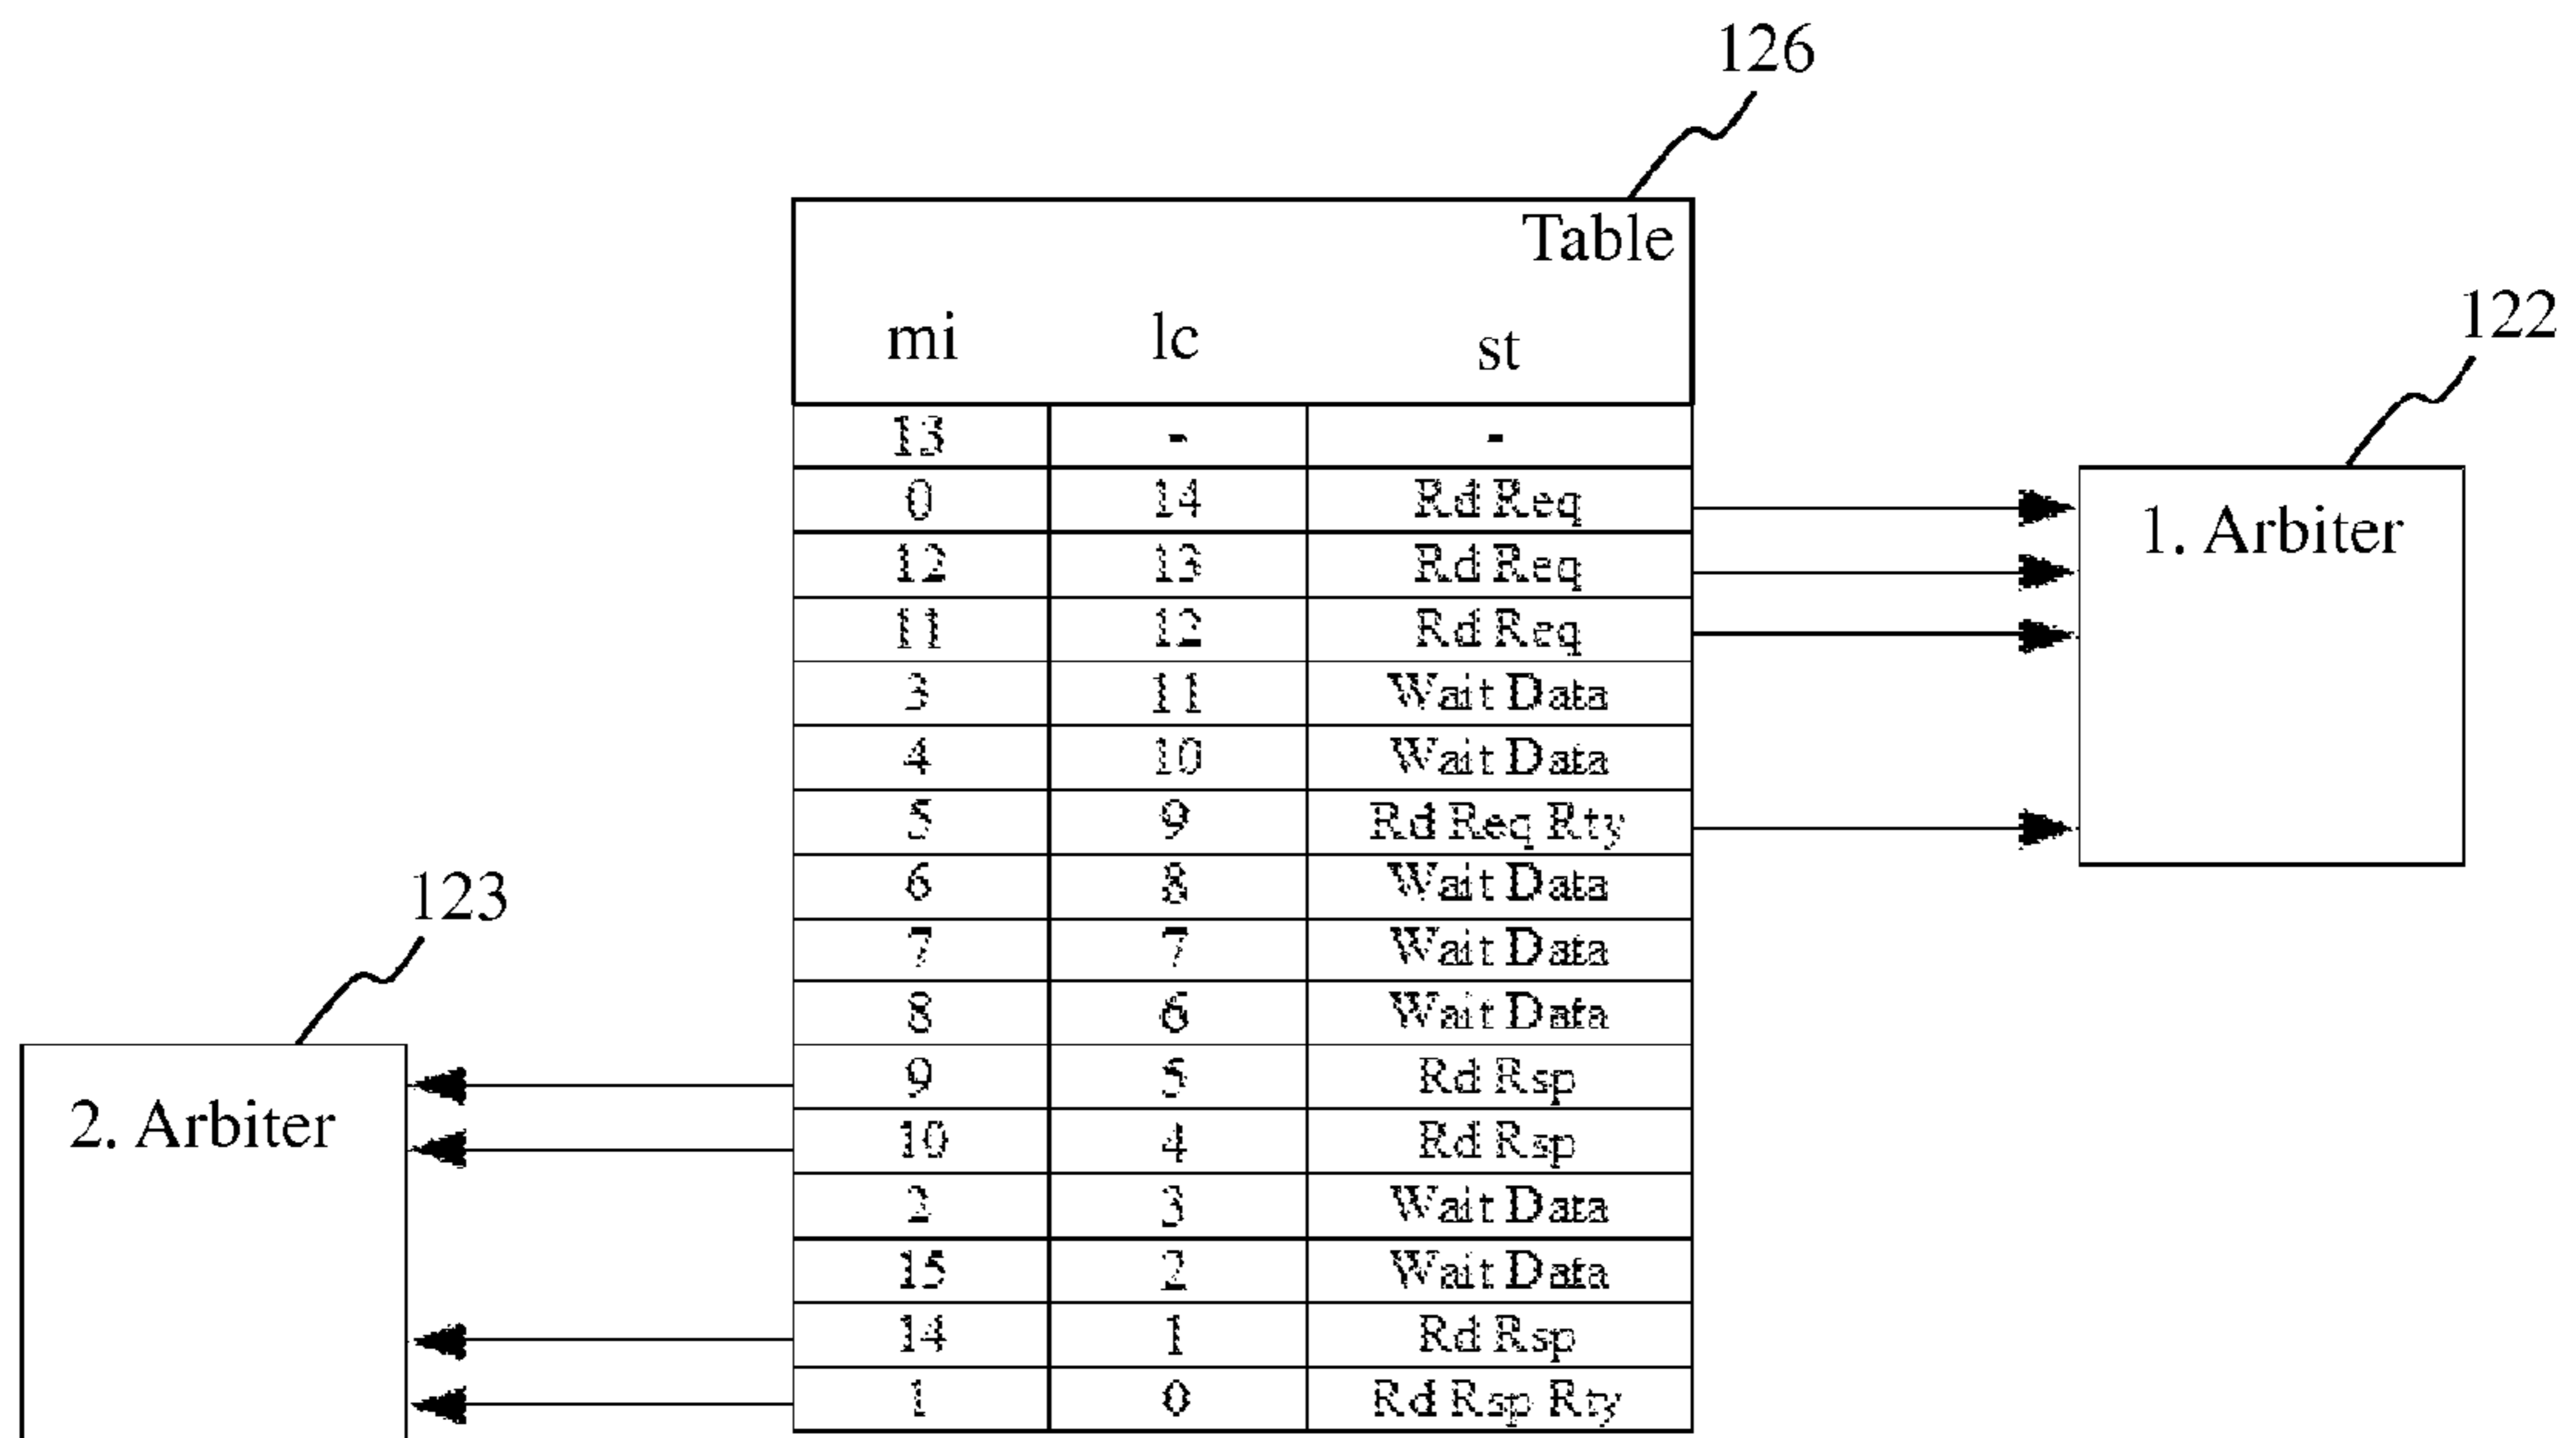 126
Table
mi lc st
122
13 - -
0 14 Rd Req
1. Arbiter
12 13 Rd Req
11 12 Rd Req
3 11 Wait Data
4 10 Wait Data
5 9 Rd Req Rty
6 8 Wait Data
123
7 7 Wait Data
8 6 Wait Data
9 5 Rd Rsp
2. Arbiter
10 4 Rd Rsp
2 3 Wait Data
15 2 Wait Data
14 1 Rd Rsp
1 0 Rd Rsp Rty